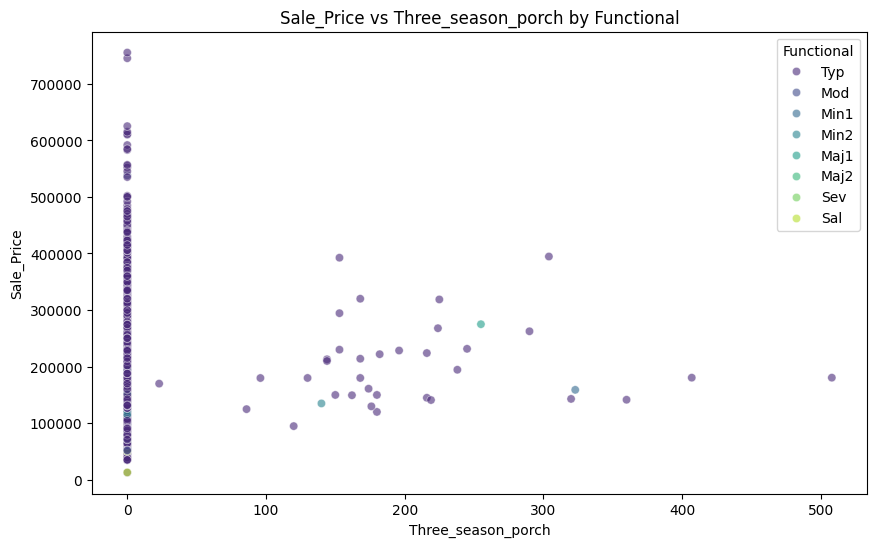 Sale_Price vs Three_season_porch by Functional
Functional
Typ
Mod
Min1
Min2
Maj1
Maj2
Sev
Sal
Sale_Price
700000
600000
500000
400000
300000
200000
100000
0
0 100 200 300 400 500
Three_season_porch